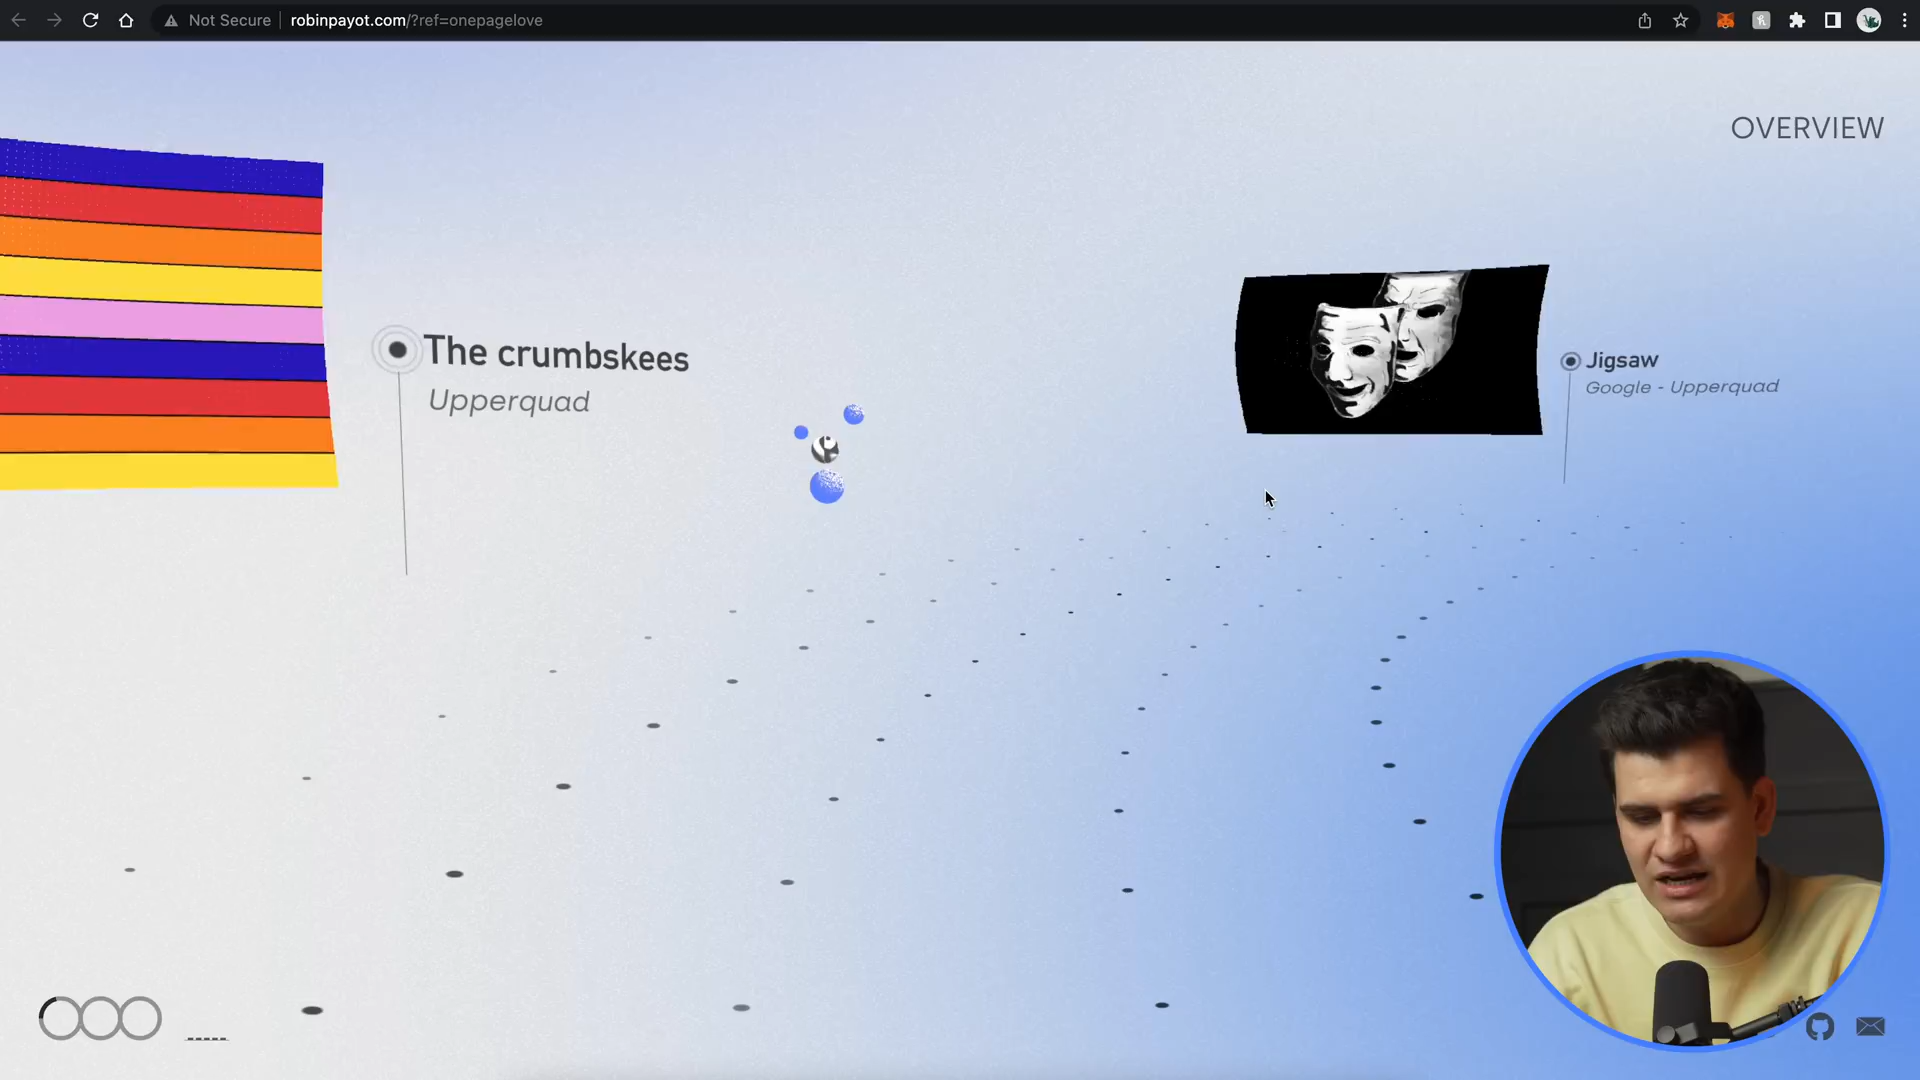 Not Secure
robinpayot.com/?ref=onepagelove
OVERVIEW
The crumbskees
Upperquad
Jigsaw
Google - Upperquad